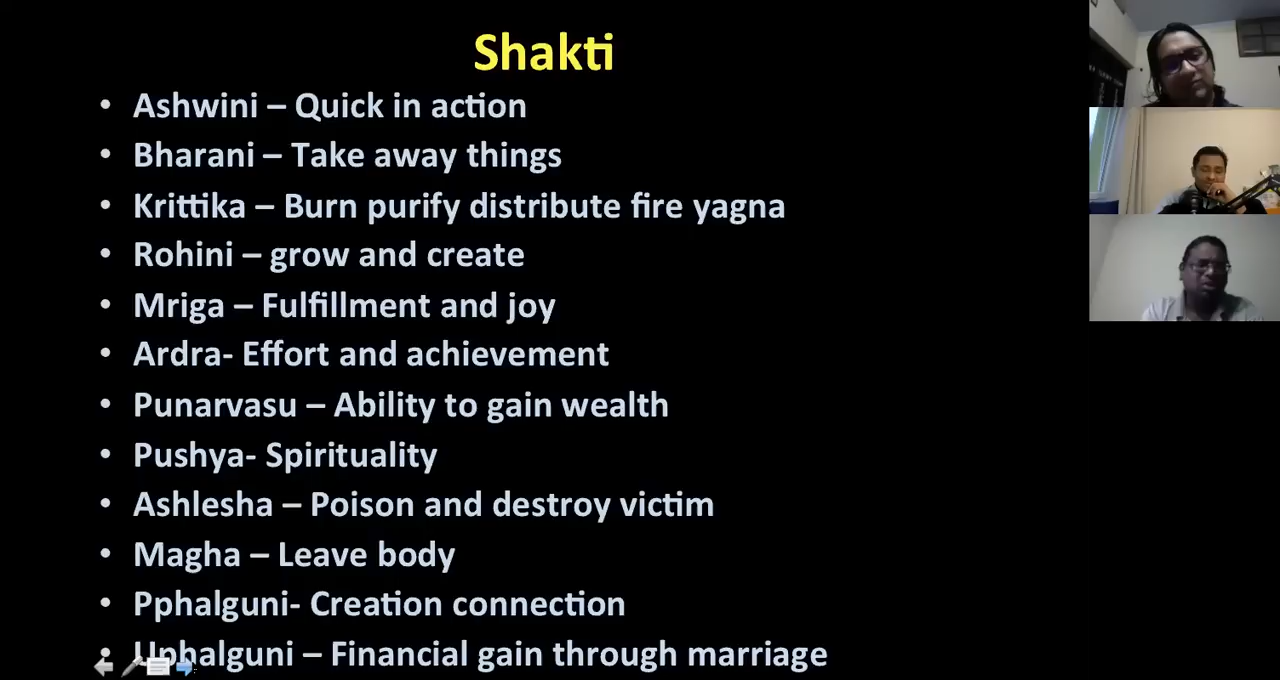 Shakti
• Ashwini – Quick in action
• Bharani – Take away things
• Krittika – Burn purify distribute fire yagna
• Rohini – grow and create
• Mriga – Fulfillment and joy
• Ardra- Effort and achievement
• Punarvasu – Ability to gain wealth
• Pushya- Spirituality
• Ashlesha – Poison and destroy victim
• Magha – Leave body
• Pphalguni- Creation connection
• Uphalguni – Financial gain through marriage